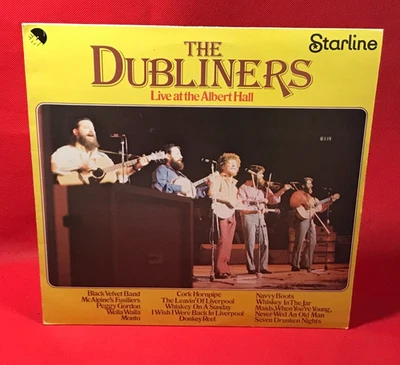 EMI
THE
DUBLINERS
Live at the Albert Hall
Starline
Black Velvet Band
McAlpine's Fusiliers
Peggy Gordon
Weila Waila
Monto
Cork Hornpipe
The Leavin' Of Liverpool
Whiskey On A Sunday
I Wish I Were Back In Liverpool
Donkey Reel
Navvy Boots
Whiskey In The Jar
Maids, When You're Young,
Never Wed An Old Man
Seven Drunken Nights